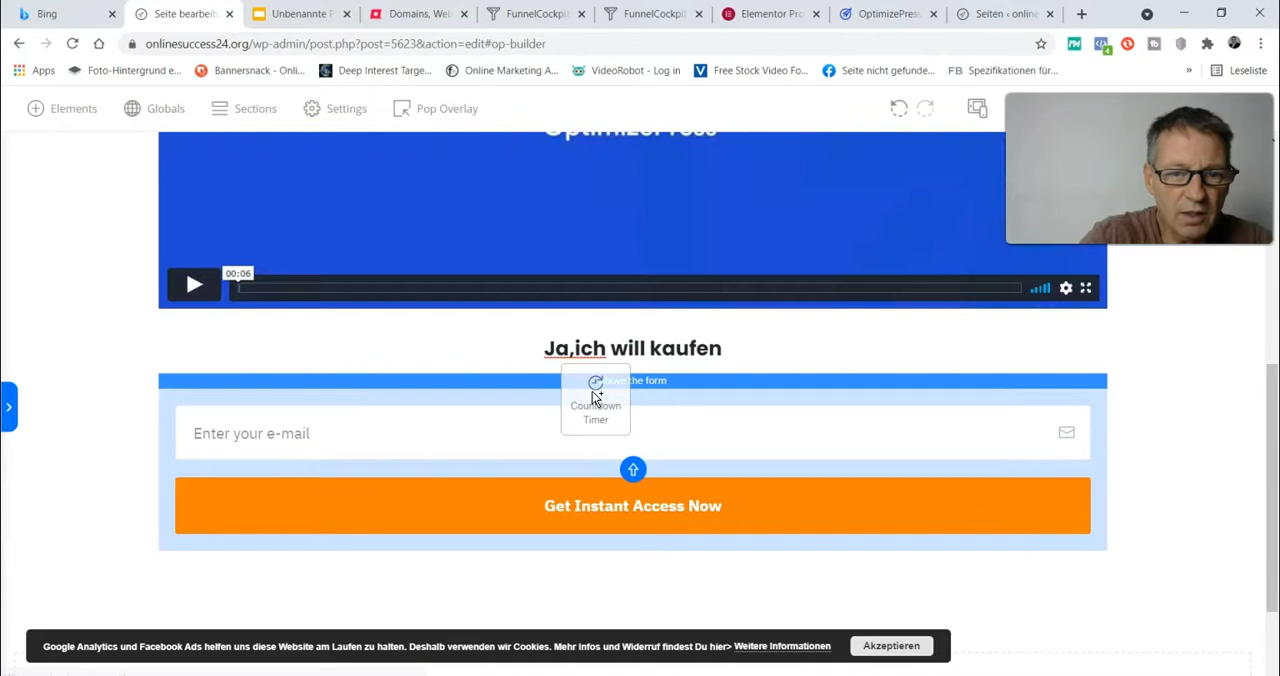 Bing
Seite bearbeit
Unbenannte P
Domains, Web
FunnelCockpit
FunnelCockpit
Elementor Pro
OptimizePress
Seiten ‹ online
onlinesuccess24.org/wp-admin/post.php?post=5623&action=edit#op-builder
4
Apps
Foto-Hintergrund e...
Bannersnack - Onli...
Deep Interest Targe...
Online Marketing A...
VideoRobot - Log in
Free Stock Video Fo...
Seite nicht gefunde...
FB Spezifikationen für...
»
Leseliste
Elements
Globals
Sections
Settings
Pop Overlay
OptimizePress
00:06
Ja,ich will kaufen
the form
Countdown
Timer
Enter your e-mail
Get Instant Access Now
Google Analytics und Facebook Ads helfen uns diese Website am Laufen zu halten. Deshalb verwenden wir Cookies. Mehr Infos und Widerruf findest Du hier> Weitere Informationen
Akzeptieren